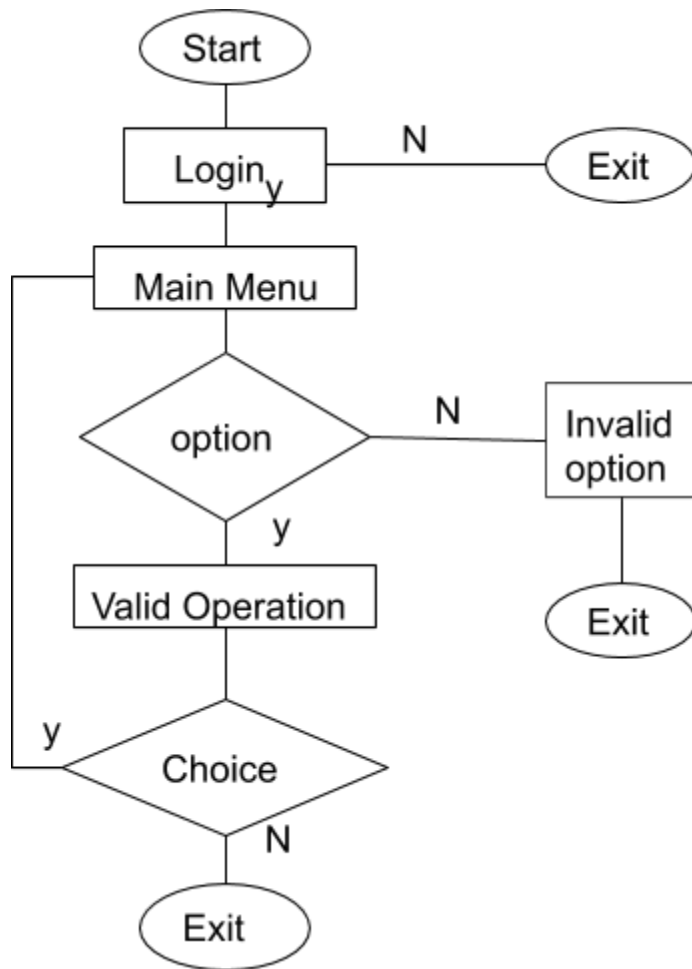 Start
Login
N
Exit
y
Main Menu
option
N
Invalid
option
y
Valid Operation
Exit
y
Choice
N
Exit